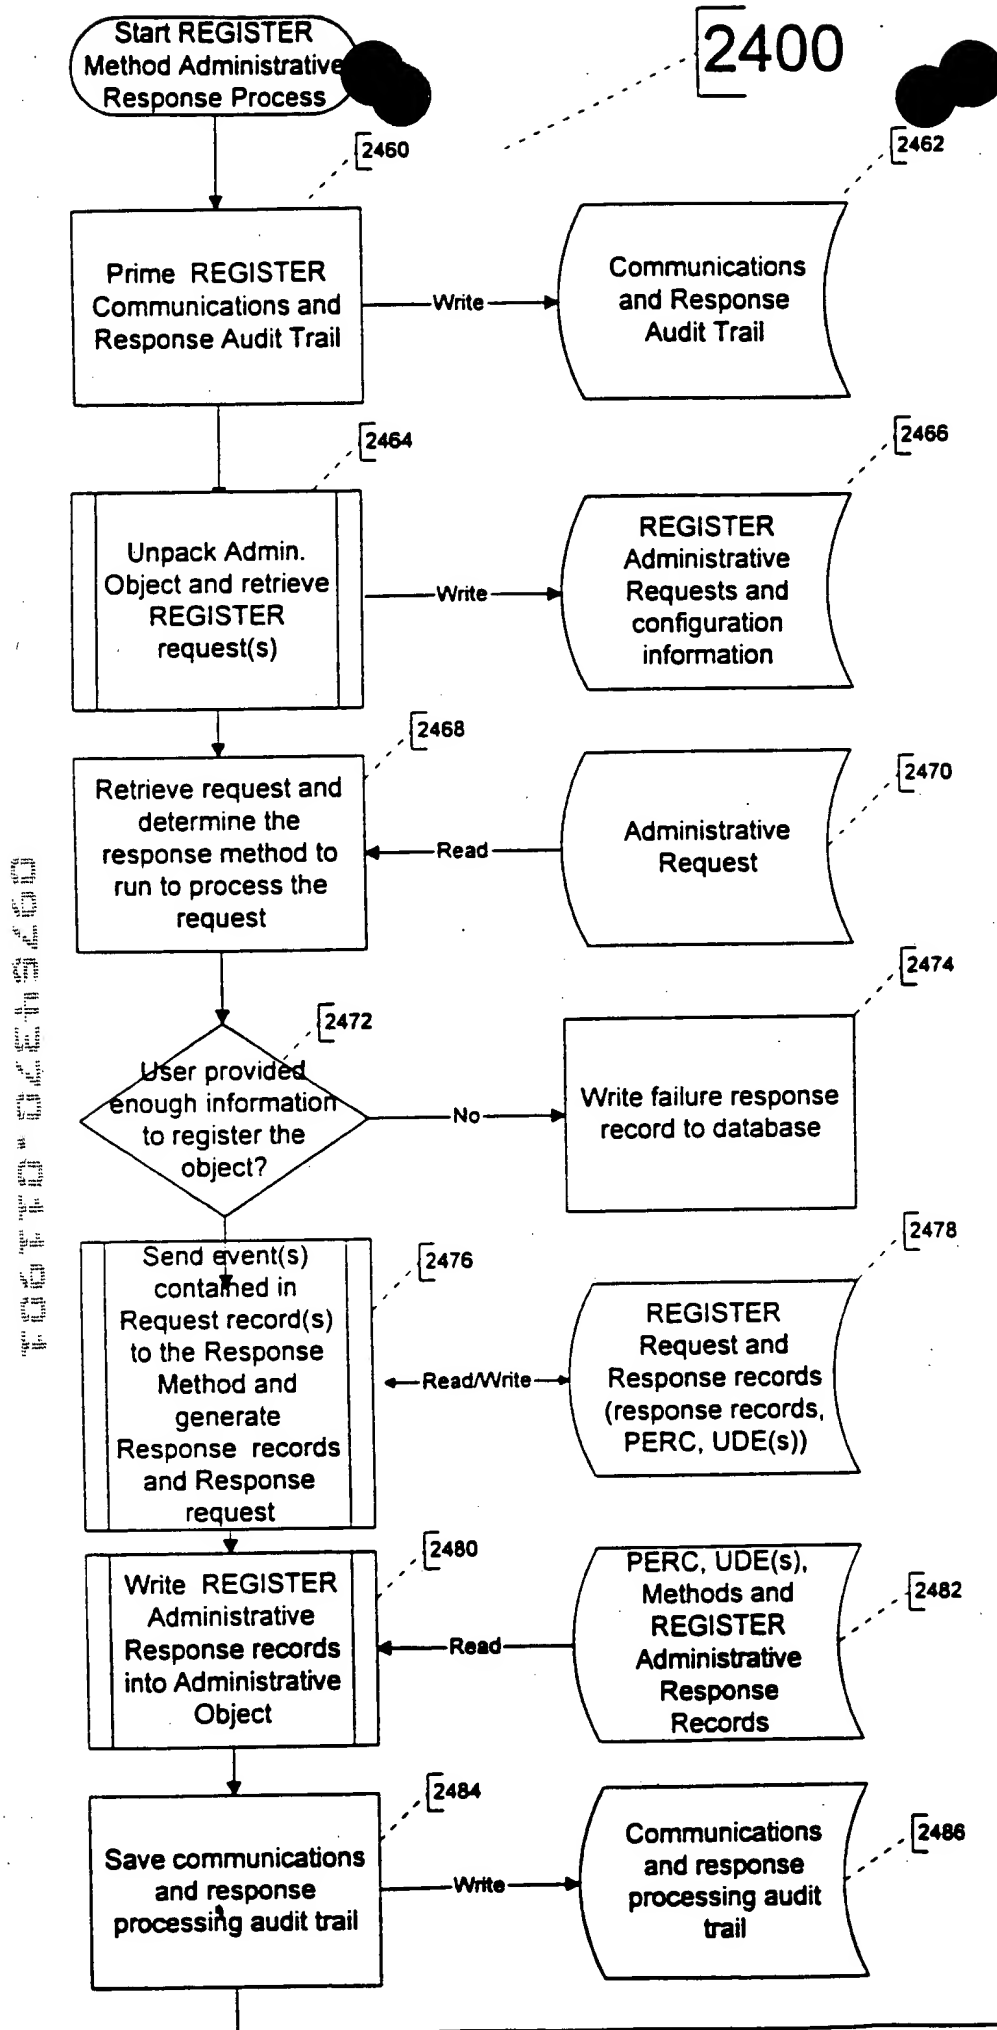 Start REGISTER
Method Administrative
Response Process
2400
2460
2462
Prime REGISTER
Communications and
Response Audit Trail
Write
Communications
and Response
Audit Trail
2464
2466
Unpack Admin.
Object and retrieve
REGISTER
request(s)
Write
REGISTER
Administrative
Requests and
configuration
information
2468
2470
Retrieve request and
determine the
response method to
run to process the
request
Read
Administrative
Request
2472
2474
User provided
enough information
to register the
object?
No
Write failure response
record to database
2476
2478
Send event(s)
contained in
Request record(s)
to the Response
Method and
generate
Response records
and Response
request
Read/Write
REGISTER
Request and
Response records
(response records,
PERC, UDE(s))
2480
2482
Write REGISTER
Administrative
Response records
into Administrative
Object
Read
PERC, UDE(s),
Methods and
REGISTER
Administrative
Response
Records
2484
2486
Save communications
and response
processing audit trail
Write
Communications
and response
processing audit
trail
09754370.011601